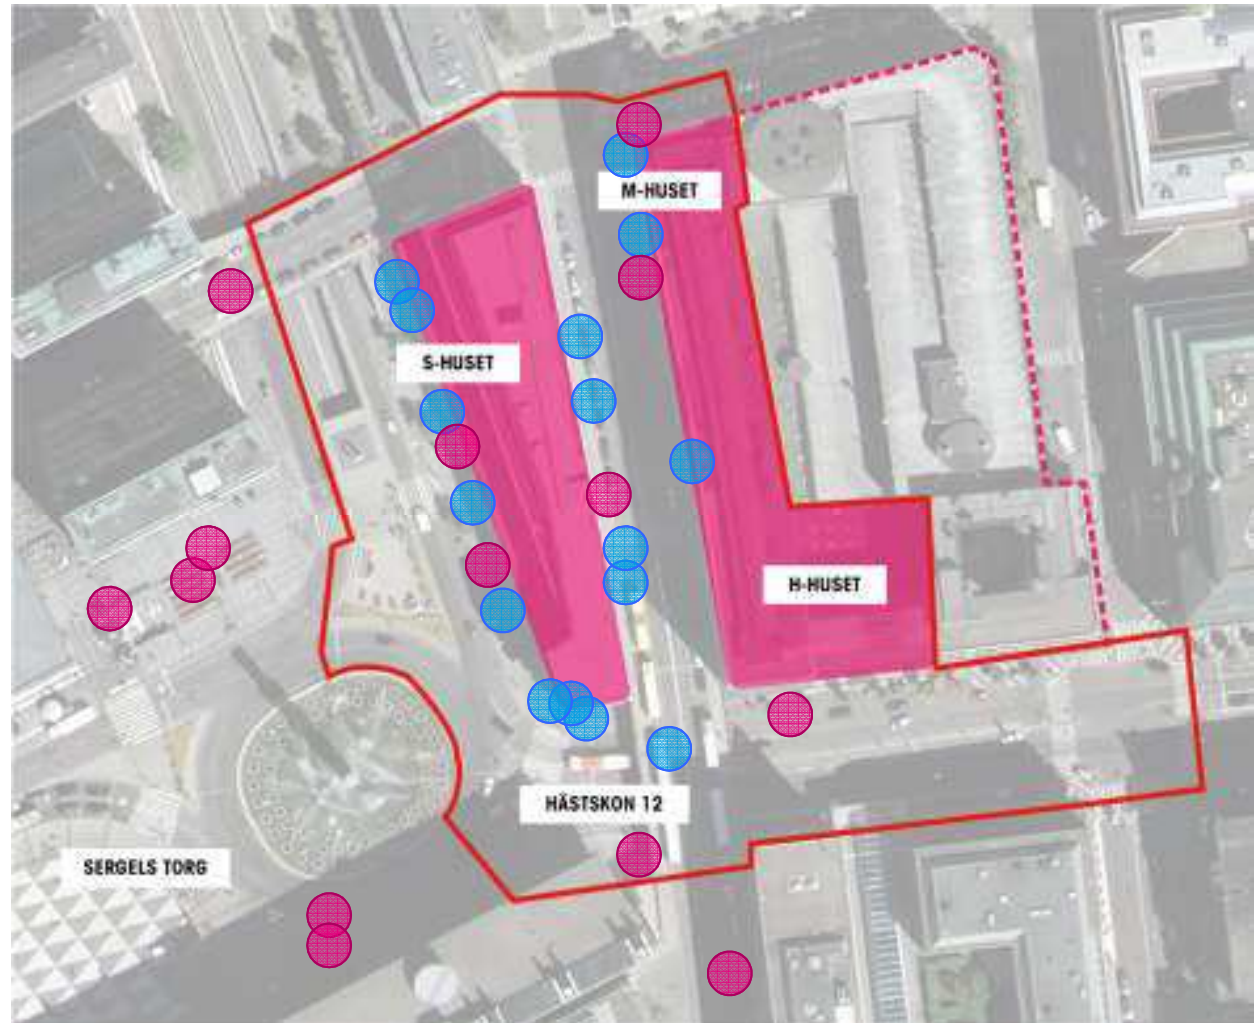 M-HUSET
S-HUSET
H-HUSET
HÄSTSKON 12
SERGELS TORG